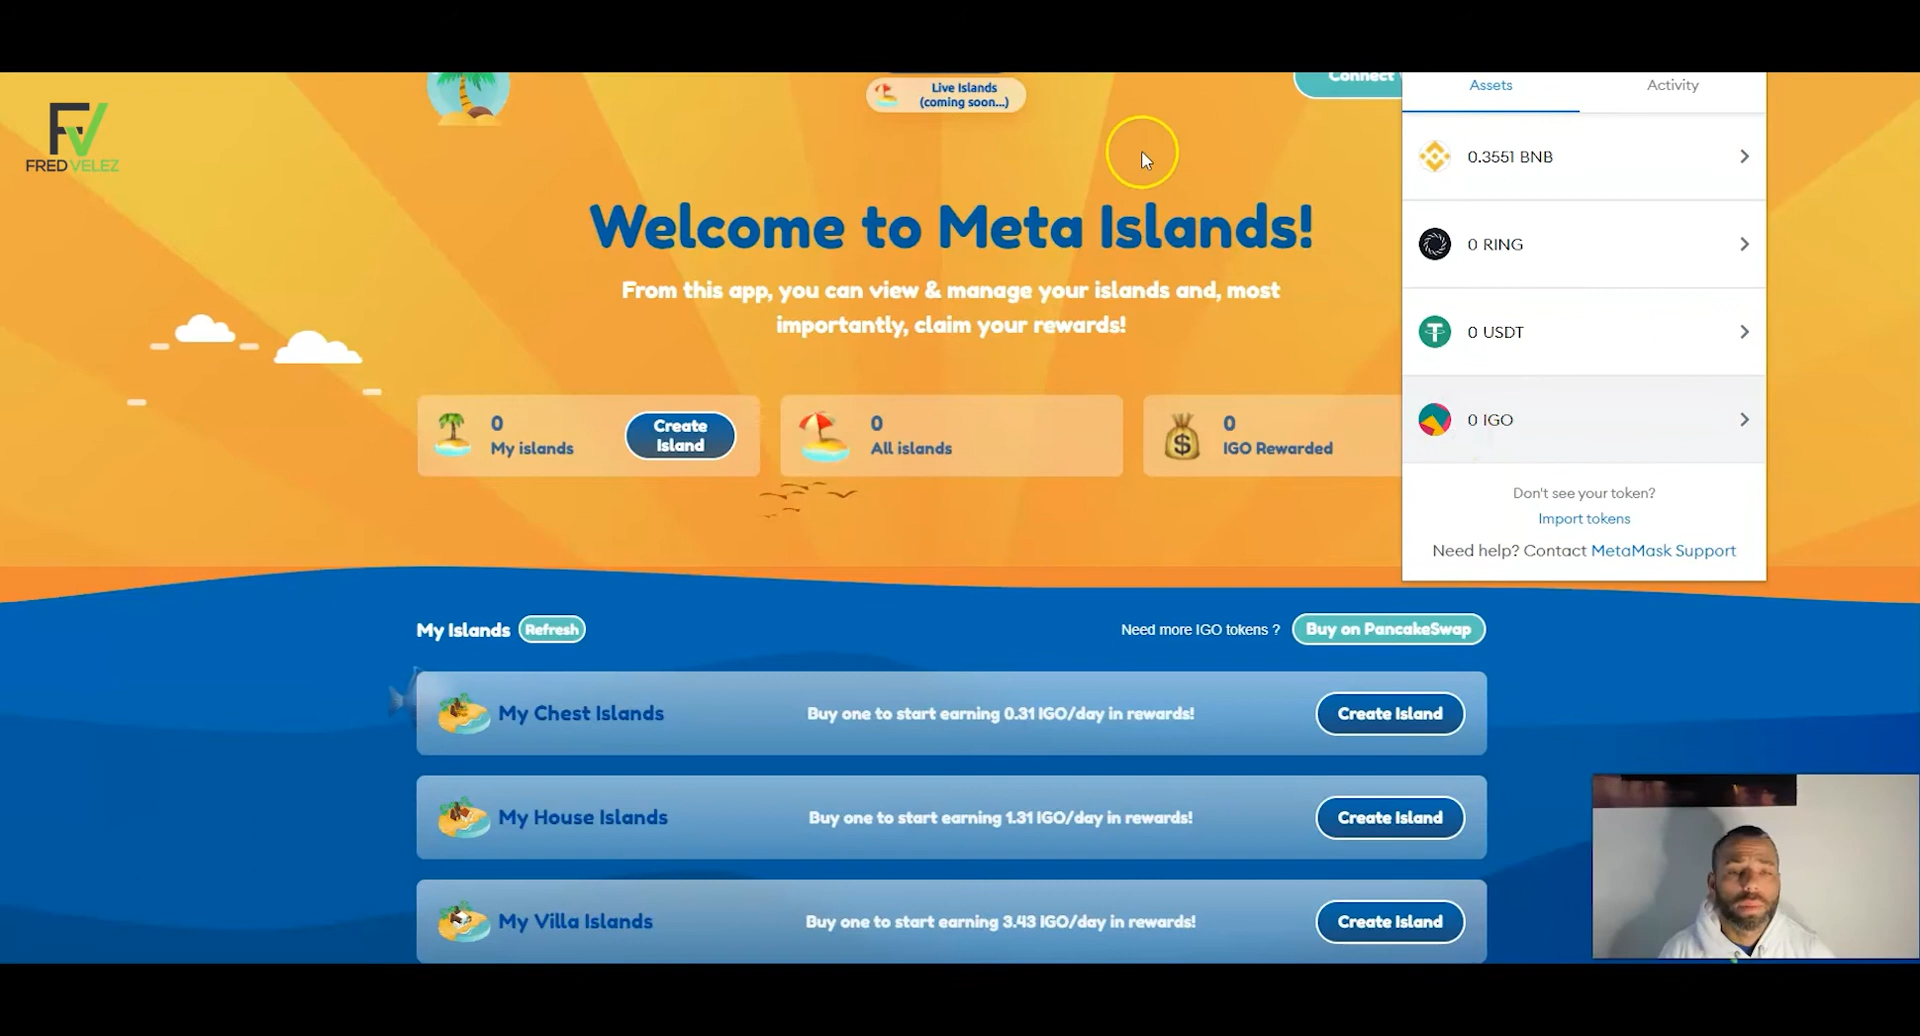 FRED VELEZ
Live Islands
(coming soon...)
Connect
Assets
Activity
Welcome to Meta Islands!
From this app, you can view & manage your islands and, most
importantly, claim your rewards!
0
My islands
Create
Island
0
All islands
0
IGO Rewarded
0.3551 BNB
0 RING
0 USDT
0 IGO
Don't see your token?
Import tokens
Need help? Contact MetaMask Support
My Islands
Refresh
Need more IGO tokens ?
Buy on PancakeSwap
My Chest Islands
Buy one to start earning 0.31 IGO/day in rewards!
Create Island
My House Islands
Buy one to start earning 1.31 IGO/day in rewards!
Create Island
My Villa Islands
Buy one to start earning 3.43 IGO/day in rewards!
Create Island